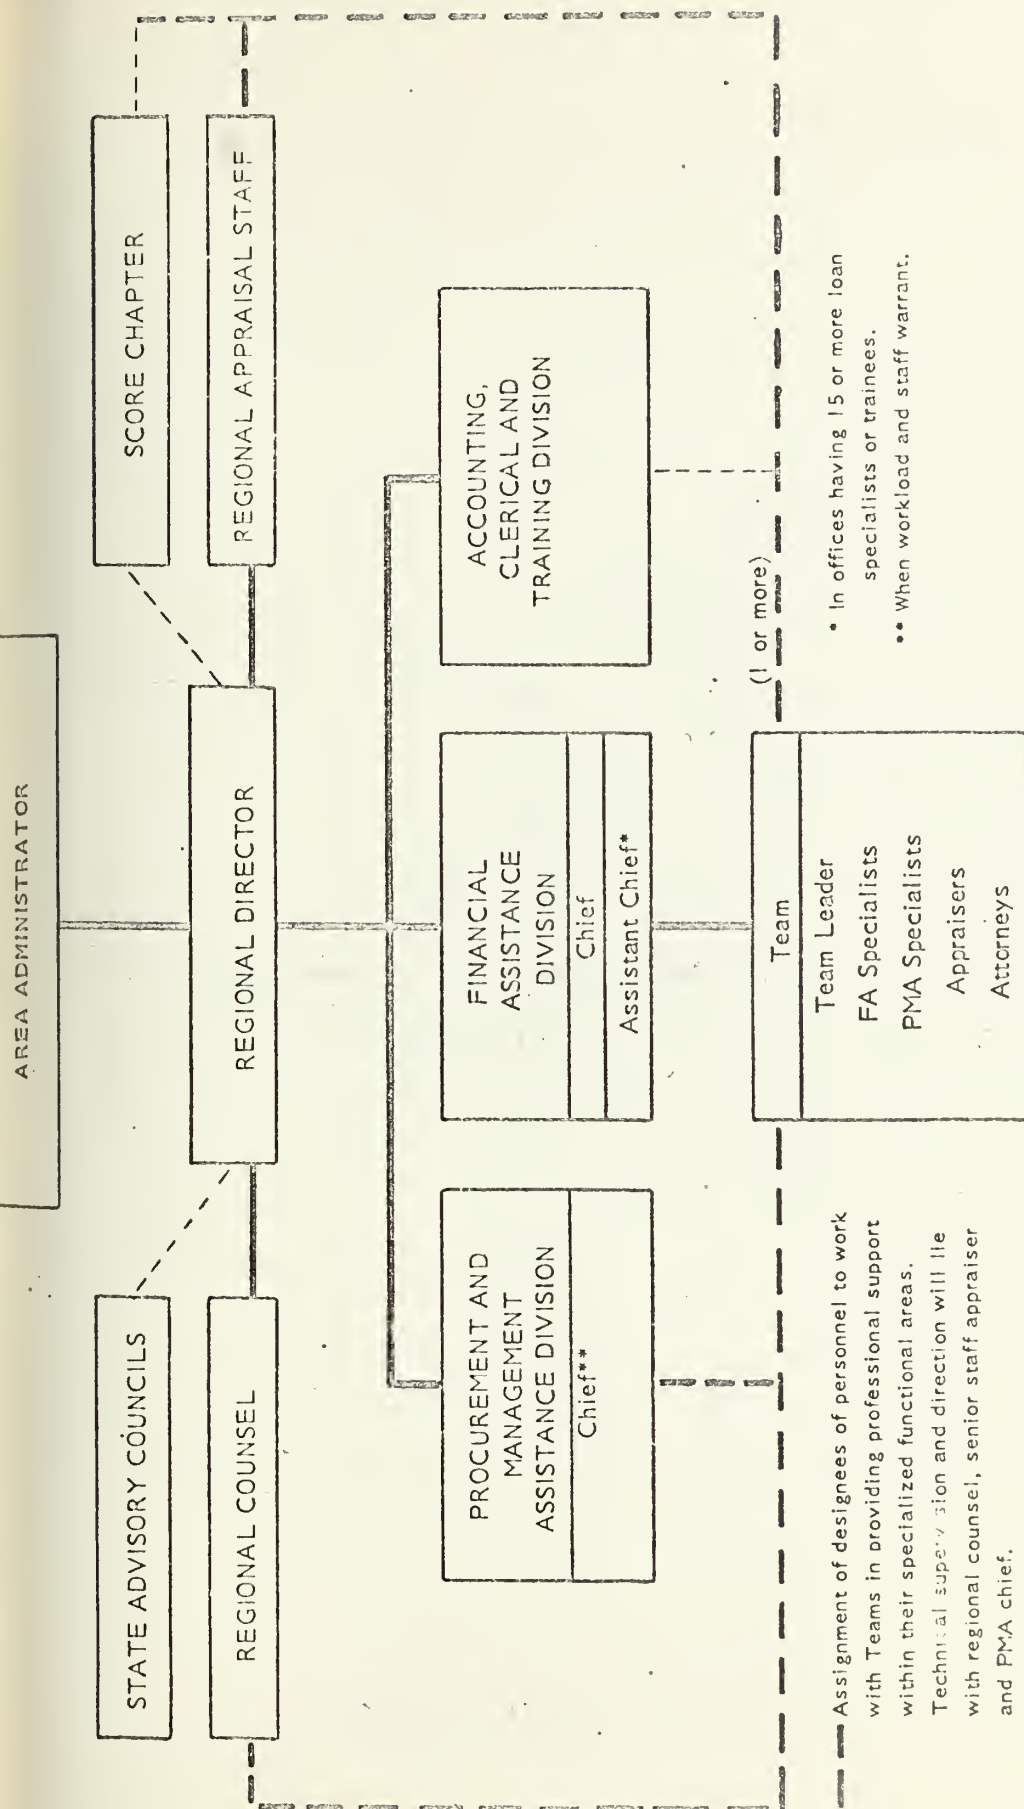 AREA ADMINISTRATOR
STATE ADVISORY COUNCILS
SCORE CHAPTER
REGIONAL COUNSEL
REGIONAL DIRECTOR
REGIONAL APPRAISAL STAFF
PROCUREMENT AND
MANAGEMENT
ASSISTANCE DIVISION
Chief**
FINANCIAL
ASSISTANCE
DIVISION
Chief
Assistant Chief*
ACCOUNTING,
CLERICAL AND
TRAINING DIVISION
(1 or more)
Team
Team Leader
FA Specialists
PMA Specialists
Appraisers
Attorneys
Assignment of designees of personnel to work
with Teams in providing professional support
within their specialized functional areas.
Technical supervision and direction will lie
with regional counsel, senior staff appraiser
and PMA chief.
* In offices having 15 or more loan
specialists or trainees.
** When workload and staff warrant.